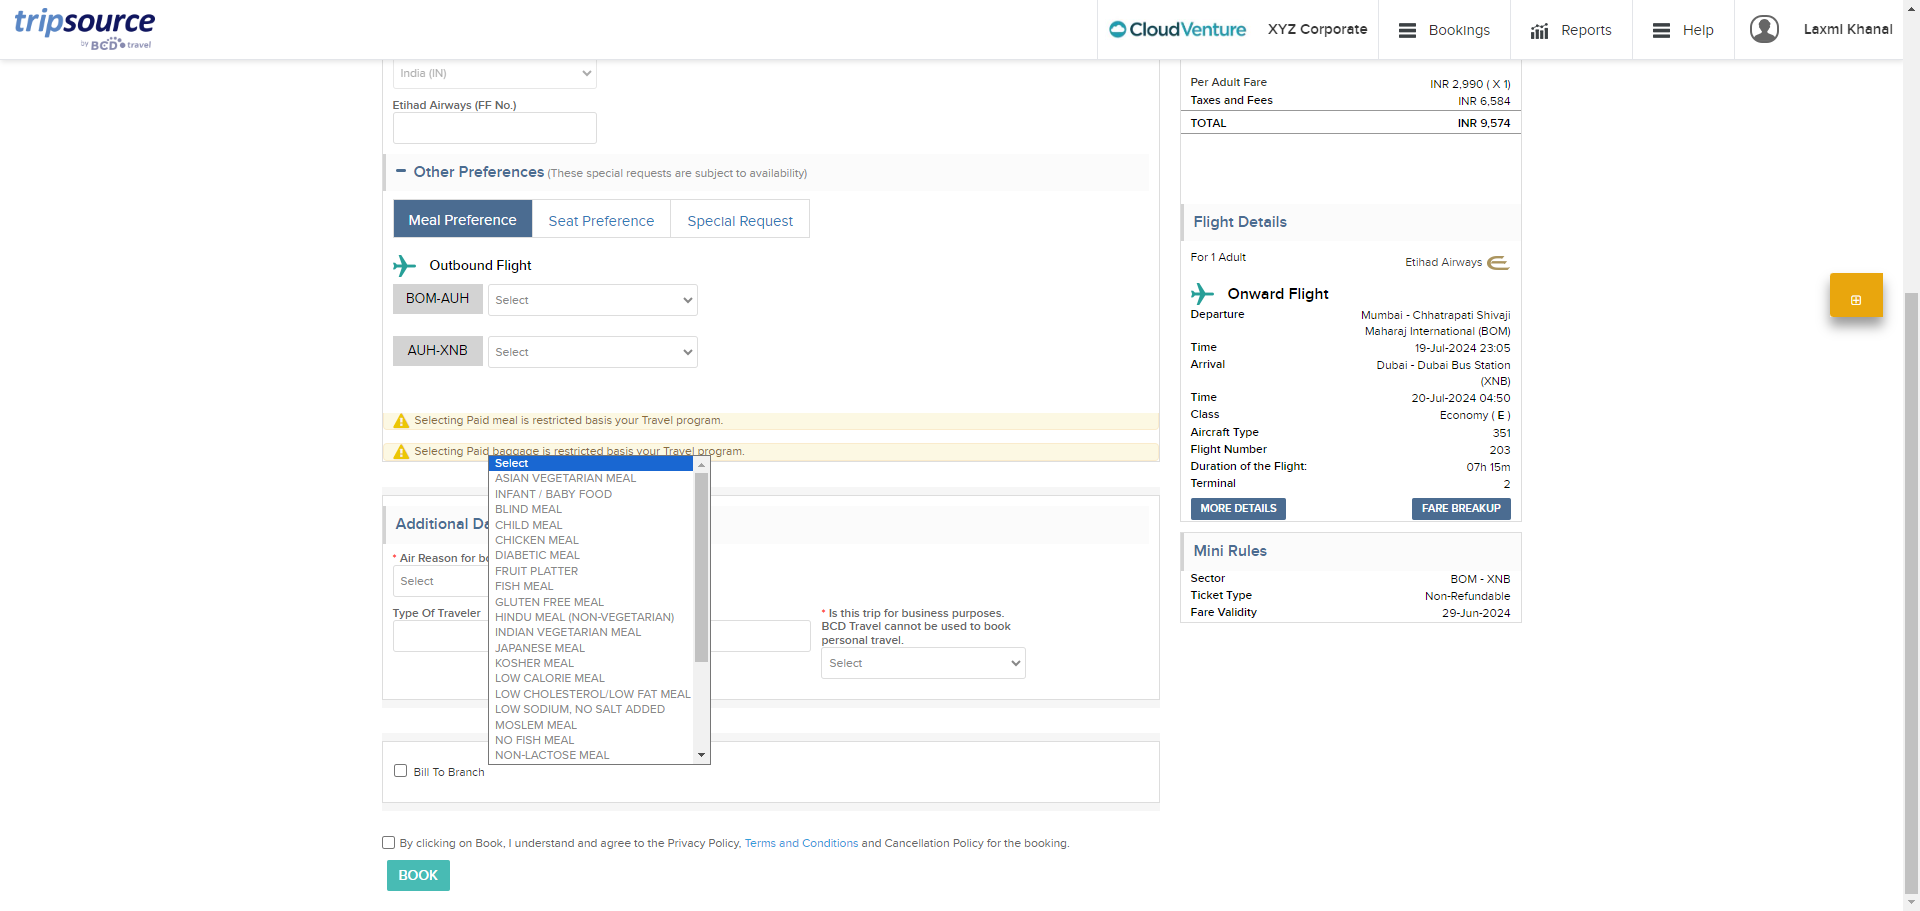 tripsource
by BCD travel
CloudVenture
XYZ Corporate
Bookings
Reports
Help
Laxml Khanal
India (IN)
Etihad Airways (FF No.)
Other Preferences (These special requests are subject to availability)
Meal Preference
Seat Preference
Special Request
Outbound Flight
BOM-AUH
Select
AUH-XNB
Select
Selecting Paid meal is restricted basis your Travel program.
Selecting Paid baggage is restricted basis your Travel program.
Select
ASIAN VEGETARIAN MEAL
INFANT / BABY FOOD
BLIND MEAL
CHILD MEAL
CHICKEN MEAL
DIABETIC MEAL
FRUIT PLATTER
FISH MEAL
GLUTEN FREE MEAL
HINDU MEAL (NON-VEGETARIAN)
INDIAN VEGETARIAN MEAL
JAPANESE MEAL
KOSHER MEAL
LOW CALORIE MEAL
LOW CHOLESTEROL/LOW FAT MEAL
LOW SODIUM, NO SALT ADDED
MOSLEM MEAL
NO FISH MEAL
NON-LACTOSE MEAL
Additional Da
* Air Reason for bo
Select
Type Of Traveler
* Is this trip for business purposes.
BCD Travel cannot be used to book
personal travel.
Select
Bill To Branch
By clicking on Book, I understand and agree to the Privacy Policy, Terms and Conditions and Cancellation Policy for the booking.
BOOK
Per Adult Fare INR 2,990 ( X 1)
Taxes and Fees INR 6,584
TOTAL INR 9,574
Flight Details
For 1 Adult Etihad Airways
Onward Flight
Departure Mumbai - Chhatrapati Shivaji
Maharaj International (BOM)
Time 19-Jul-2024 23:05
Arrival Dubai - Dubai Bus Station
(XNB)
Time 20-Jul-2024 04:50
Class Economy ( E )
Aircraft Type 351
Flight Number 203
Duration of the Flight: 07h 15m
Terminal 2
MORE DETAILS
FARE BREAKUP
Mini Rules
Sector BOM - XNB
Ticket Type Non-Refundable
Fare Validity 29-Jun-2024